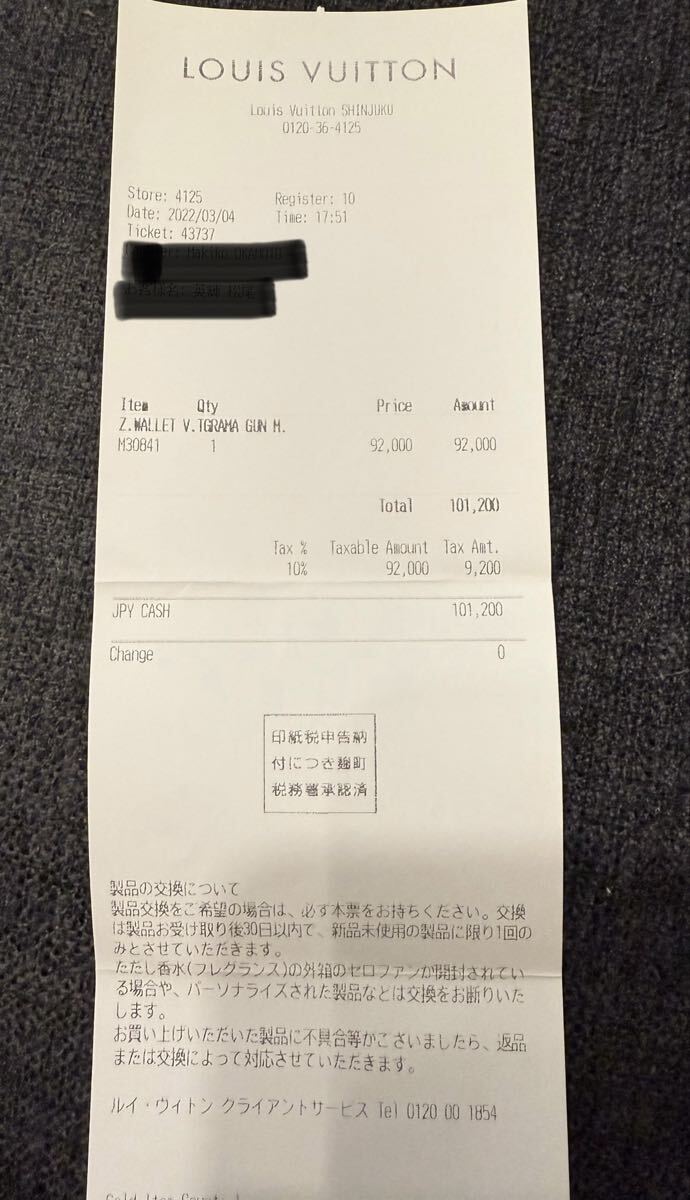 LOUIS VUITTON
Louis Vuitton SHINJUKU
0120-36-4125
Store: 4125 Register: 10
Date: 2022/03/04 Time: 17:51
Ticket: 43737
Item Qty Price Amount
Z.WALLET V.TGRAMA GUN M.
M30841 1 92,000 92,000
Total 101,200
Tax % Taxable Amount Tax Amt.
10% 92,000 9,200
JPY CASH 101,200
Change 0
印紙税申告納
付につき麹町
税務署承認済
製品の交換について
製品交換をご希望の場合は、必ず本票をお持ちください。交換
は製品お受け取り後30日以内で、新品未使用の製品に限り1回の
みとさせていただきます。
ただし香水(フレグランス)の外箱のセロファンが開封されてい
る場合や、パーソナライズされた製品などは交換をお断りいた
します。
お買い上げいただいた製品に不具合等がございましたら、返品
または交換によって対応させていただきます。
ルイ・ヴィトン クライアントサービス Tel 0120 00 1854